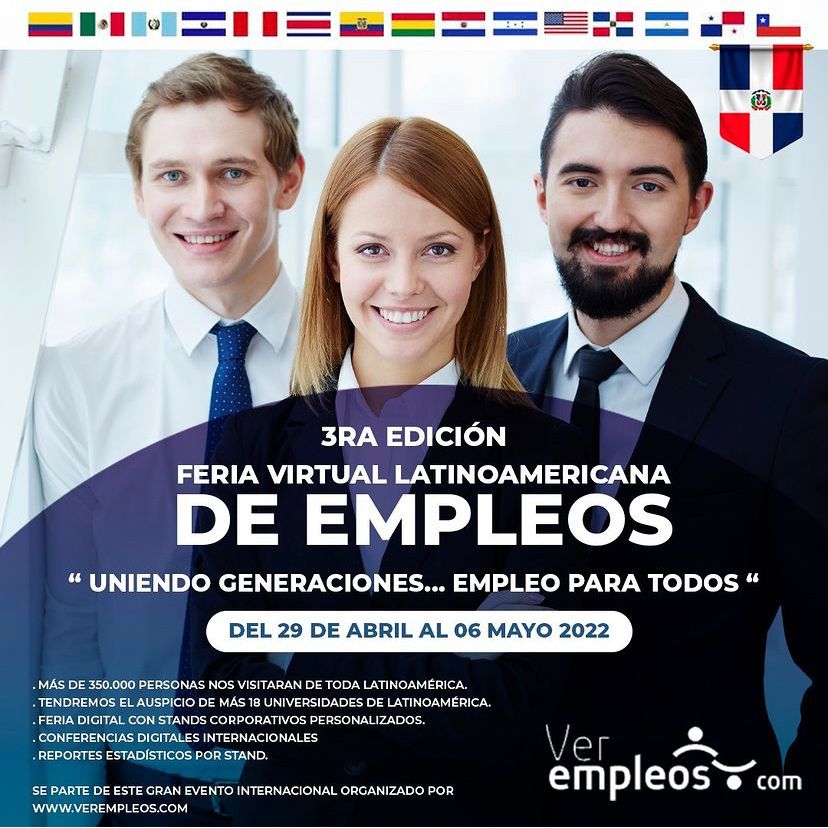 3RA EDICIÓN
FERIA VIRTUAL LATINOAMERICANA
DE EMPLEOS
“ UNIENDO GENERACIONES... EMPLEO PARA TODOS “
DEL 29 DE ABRIL AL 06 MAYO 2022
. MÁS DE 350.000 PERSONAS NOS VISITARAN DE TODA LATINOAMÉRICA.
. TENDREMOS EL AUSPICIO DE MÁS 18 UNIVERSIDADES DE LATINOAMÉRICA.
. FERIA DIGITAL CON STANDS CORPORATIVOS PERSONALIZADOS.
. CONFERENCIAS DIGITALES INTERNACIONALES
. REPORTES ESTADÍSTICOS POR STAND.
SE PARTE DE ESTE GRAN EVENTO INTERNACIONAL ORGANIZADO POR
WWW.VEREMPLEOS.COM
Ver
empleos.com